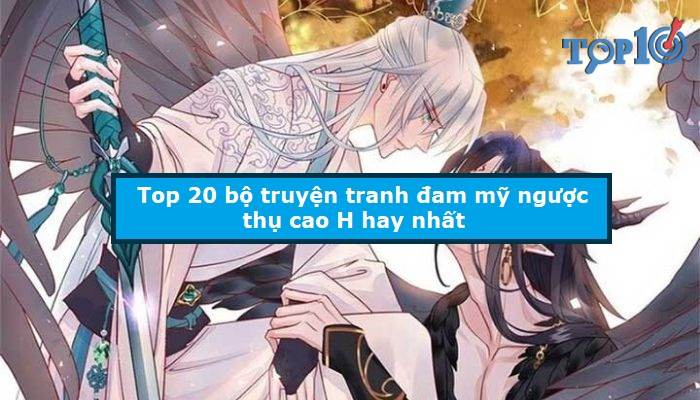 TOP10
Top 20 bộ truyện tranh đam mỹ ngược
thụ cao H hay nhất